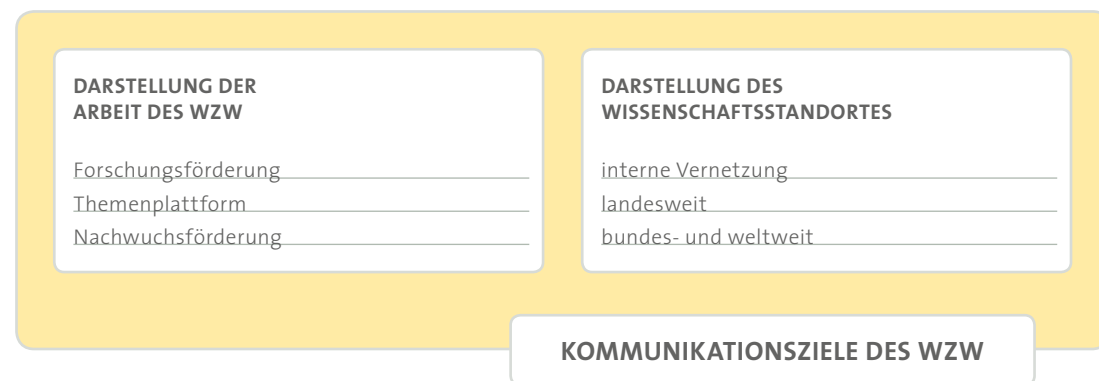 DARSTELLUNG DER
ARBEIT DES WZW
Forschungsförderung
Themenplattform
Nachwuchsförderung
DARSTELLUNG DES
WISSENSCHAFTSSTANDORTES
interne Vernetzung
landesweit
bundes- und weltweit
KOMMUNIKATIONSZIELE DES WZW